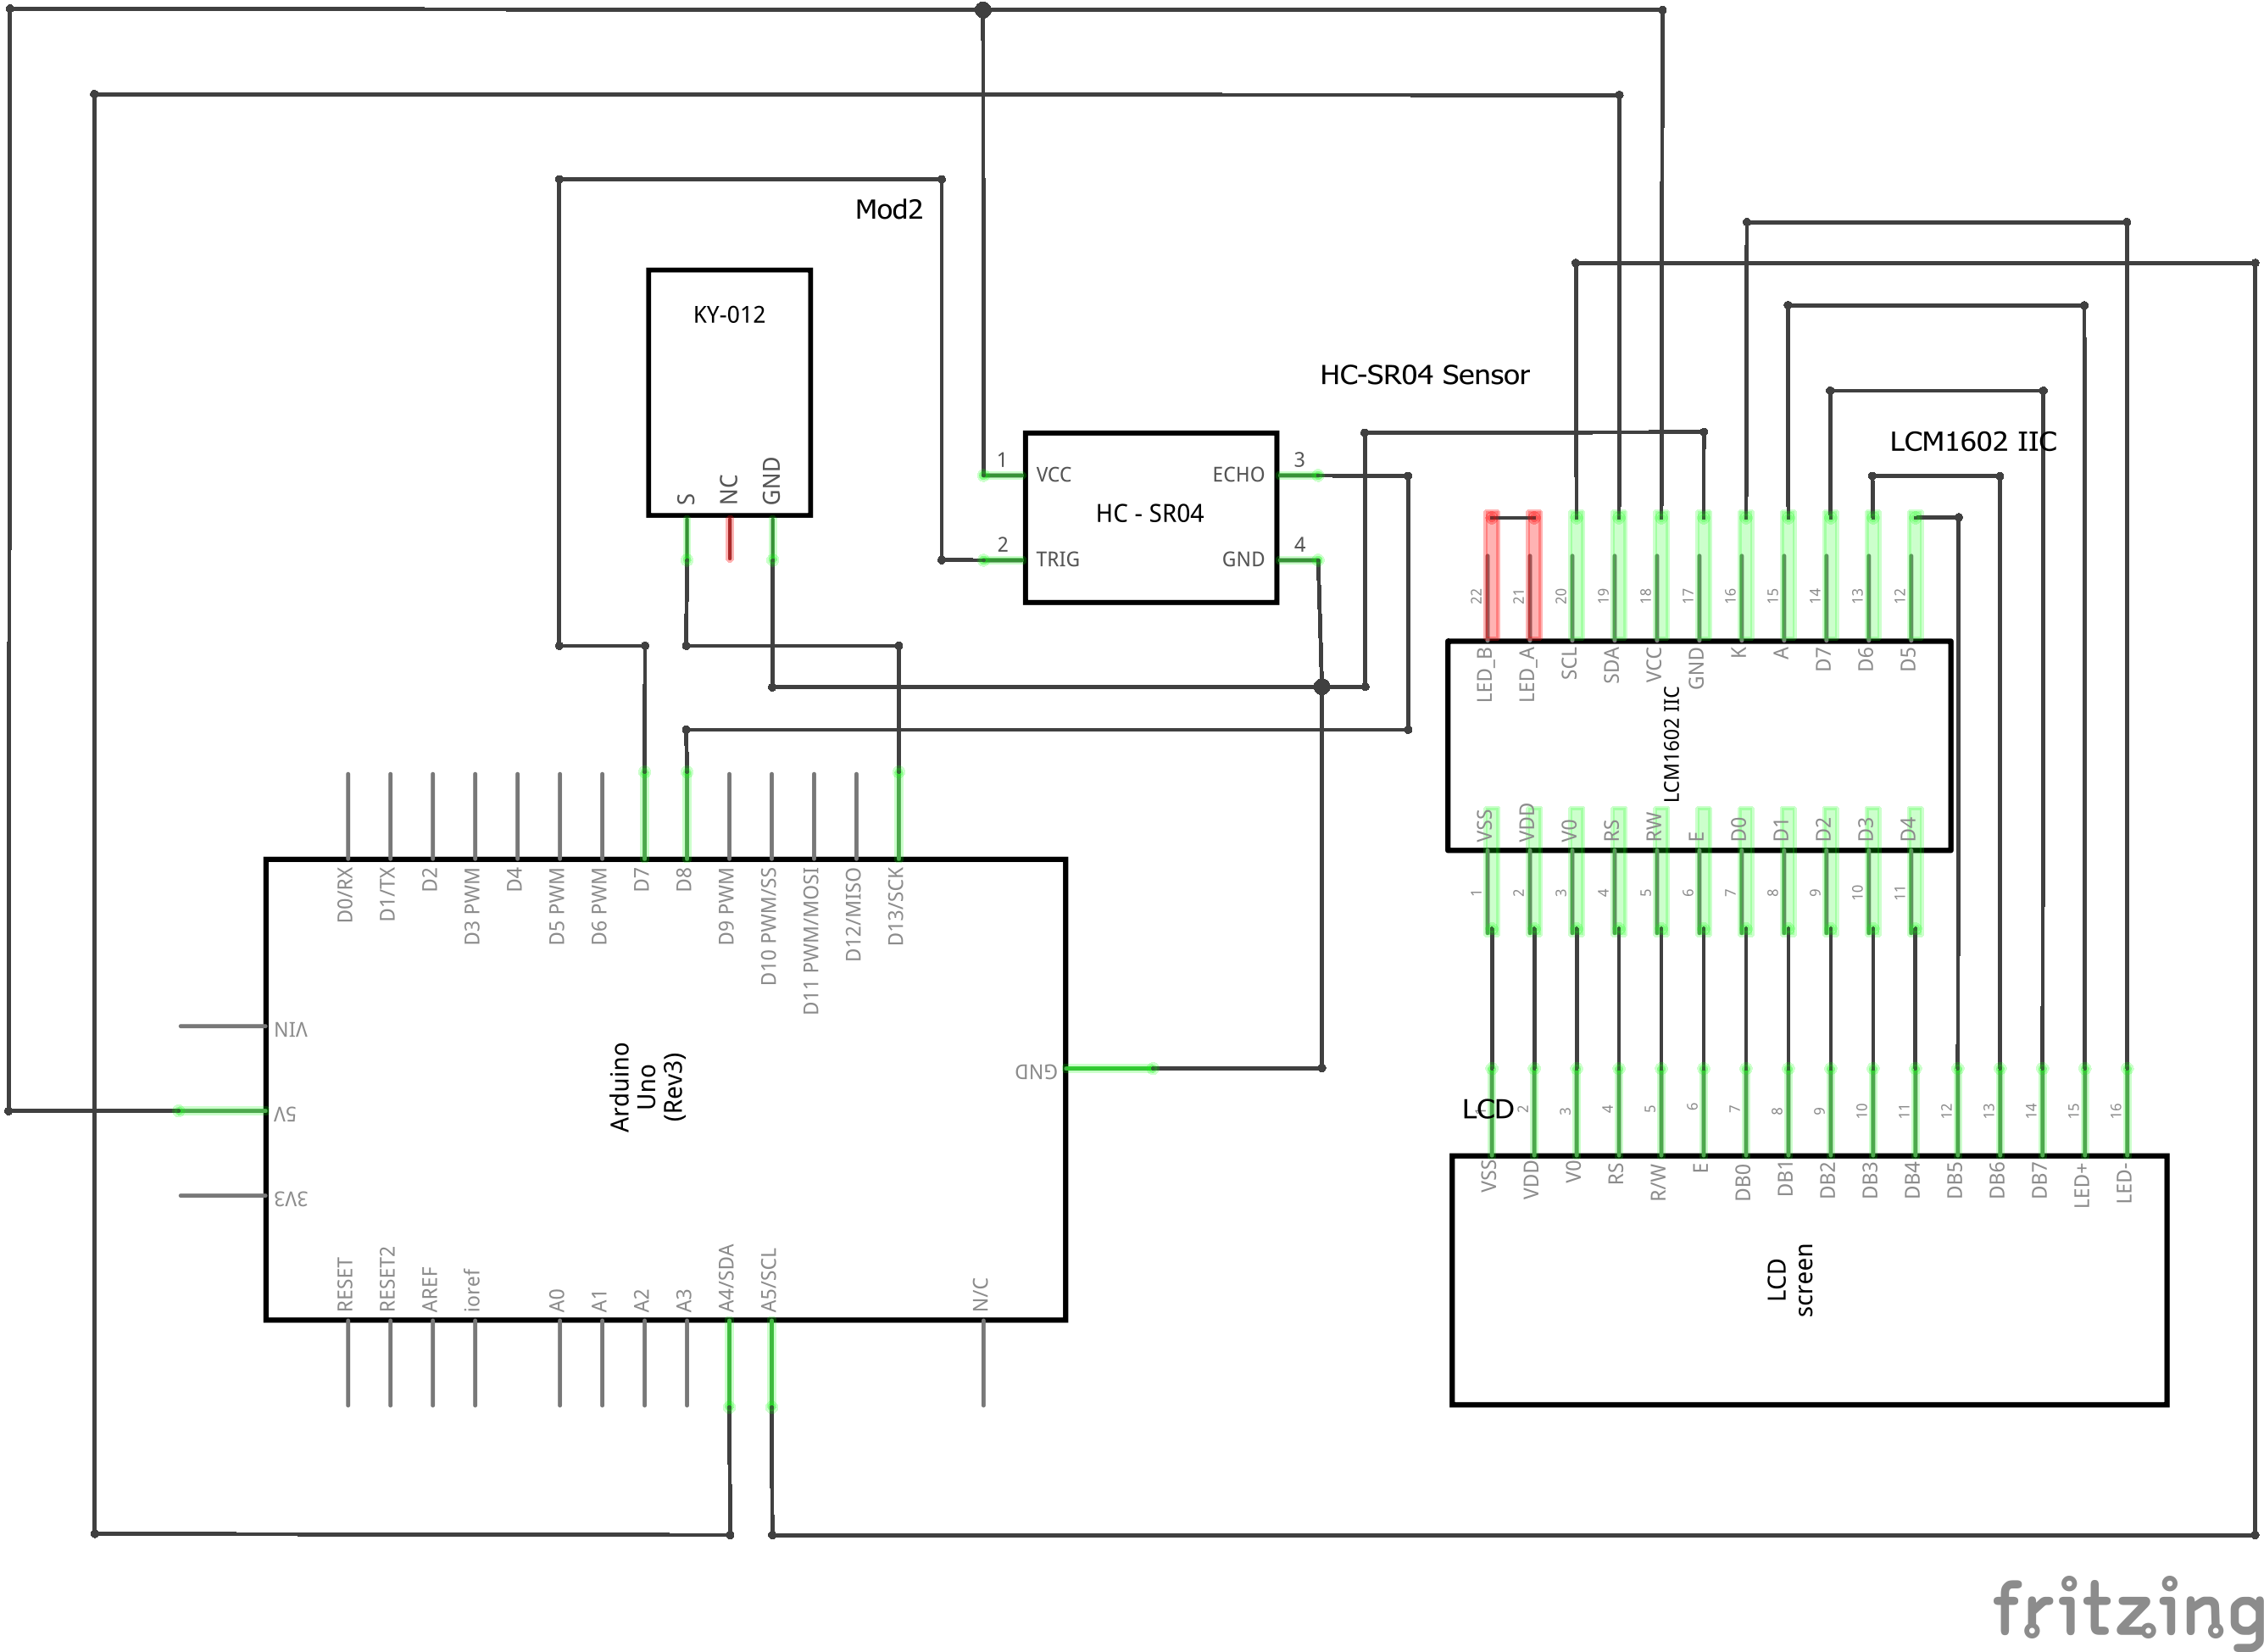 Mod2
KY-012
S
NC
GND
HC-SR04 Sensor
1
VCC
2
TRIG
HC - SR04
3
ECHO
4
GND
LCM1602 IIC
22
21
20
19
18
17
16
15
14
13
12
LED_B
LED_A
SCL
SDA
VCC
GND
K
A
D7
D6
D5
LCM1602 IIC
VSS
VDD
V0
RS
RW
E
D0
D1
D2
D3
D4
1
2
3
4
5
6
7
8
9
10
11
D0/RX
D1/TX
D2
D3 PWM
D4
D5 PWM
D6 PWM
D7
D8
D9 PWM
D10 PWM/SS
D11 PWM/MOSI
D12/MISO
D13/SCK
VIN
5V
3V3
Arduino
Uno
(Rev3)
GND
RESET
RESET2
AREF
ioref
A0
A1
A2
A3
A4/SDA
A5/SCL
N/C
LCD
2
3
4
5
6
7
8
9
10
11
12
13
14
15
16
VSS
VDD
V0
RS
R/W
E
DB0
DB1
DB2
DB3
DB4
DB5
DB6
DB7
LED+
LED-
LCD
screen
fritzing